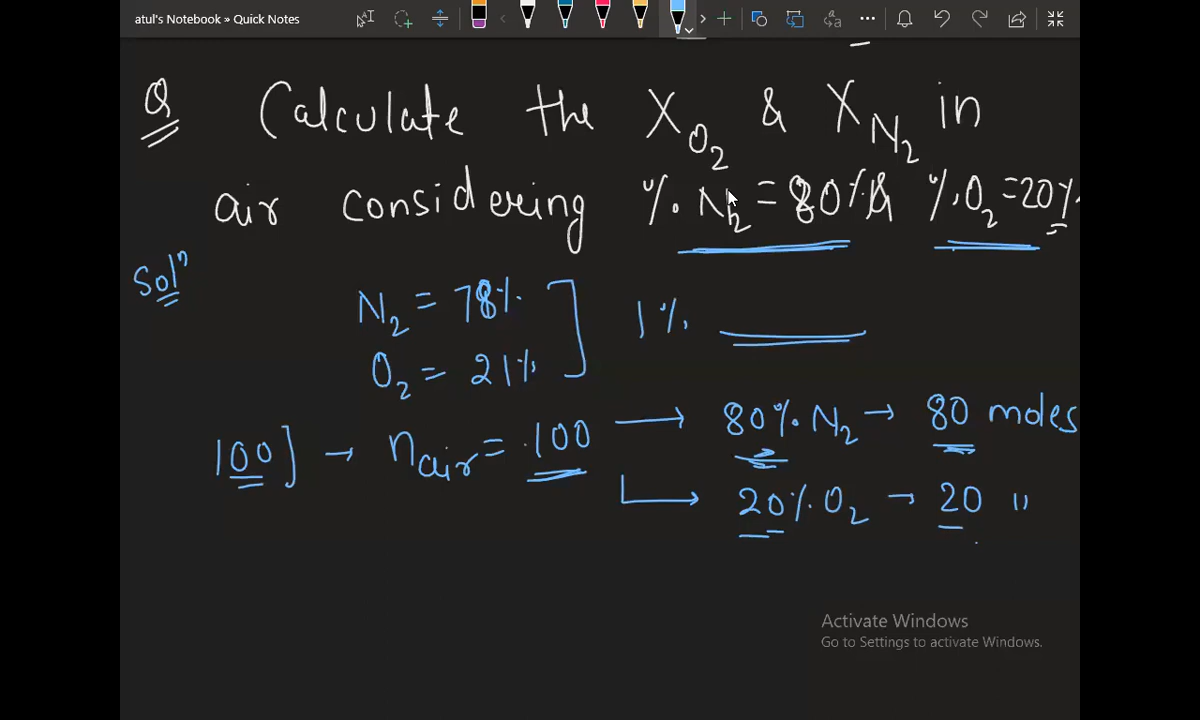 atul's Notebook » Quick Notes
Q Calculate the X O2 & X N2 in
air considering %. N2 = 80% & %.O2 = 20%
Solⁿ
N2 = 78% ] 1%
O2 = 21%
100] → nair = 100 → 80% N2 → 80 moles
→ 20% O2 → 20 "
Activate Windows
Go to Settings to activate Windows.